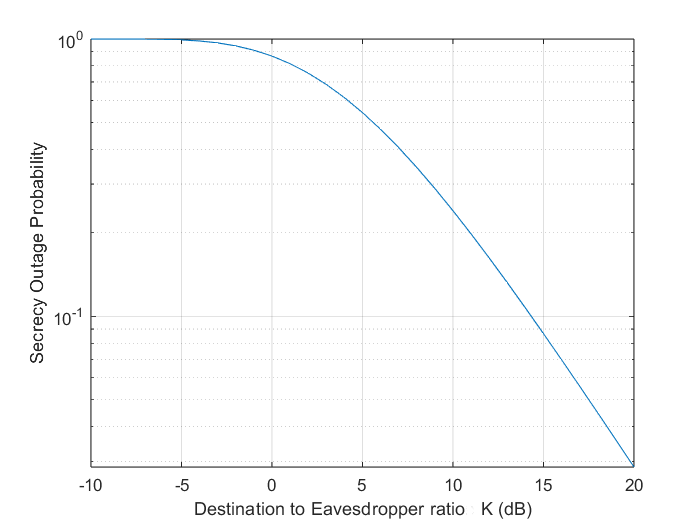 10^0
10^-1
Secrecy Outage Probability
-10 -5 0 5 10 15 20
Destination to Eavesdropper ratio K (dB)